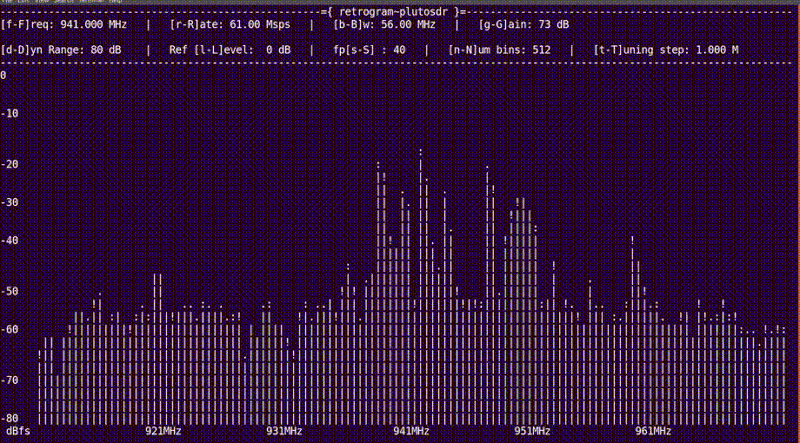 ={ retrogram~plutosdr }=
[f-F]req: 941.000 MHz | [r-R]ate: 61.00 Msps | [b-B]w: 56.00 MHz | [g-G]ain: 73 dB
[d-D]yn Range: 80 dB | Ref [l-L]evel: 0 dB | fp[s-S] : 40 | [n-N]um bins: 512 | [t-T]uning step: 1.000 M
0
-10
-20
-30
-40
-50
-60
-70
-80
dBfs 921MHz 931MHz 941MHz 951MHz 961MHz